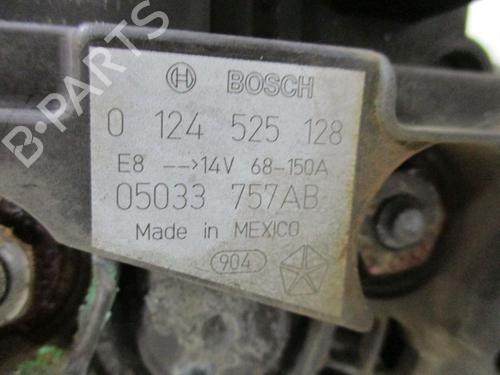 BOSCH
0 124 525 128
E8 -->14V 68-150A
05033 757AB
Made in MEXICO
904
B-PARTS